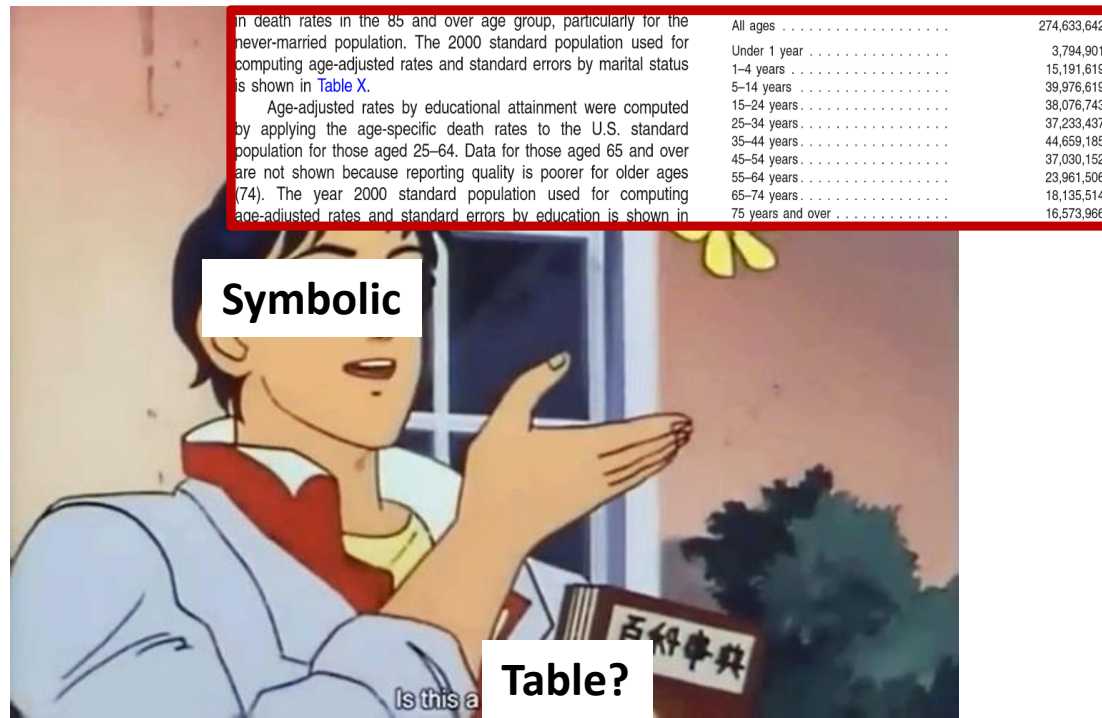 in death rates in the 85 and over age group, particularly for the
never-married population. The 2000 standard population used for
computing age-adjusted rates and standard errors by marital status
is shown in Table X.
Age-adjusted rates by educational attainment were computed
by applying the age-specific death rates to the U.S. standard
population for those aged 25–64. Data for those aged 65 and over
are not shown because reporting quality is poorer for older ages
(74). The year 2000 standard population used for computing
age-adjusted rates and standard errors by education is shown in
All ages . . . . . . . . . . . . . . . . . . . 274,633,642
Under 1 year . . . . . . . . . . . . . . . . 3,794,901
1–4 years . . . . . . . . . . . . . . . . . . 15,191,619
5–14 years . . . . . . . . . . . . . . . . . 39,976,619
15–24 years . . . . . . . . . . . . . . . . . 38,076,743
25–34 years . . . . . . . . . . . . . . . . . 37,233,437
35–44 years . . . . . . . . . . . . . . . . . 44,659,185
45–54 years . . . . . . . . . . . . . . . . . 37,030,152
55–64 years . . . . . . . . . . . . . . . . . 23,961,506
65–74 years . . . . . . . . . . . . . . . . . 18,135,514
75 years and over . . . . . . . . . . . . . 16,573,966
Symbolic
百科事典
Is this a Table?